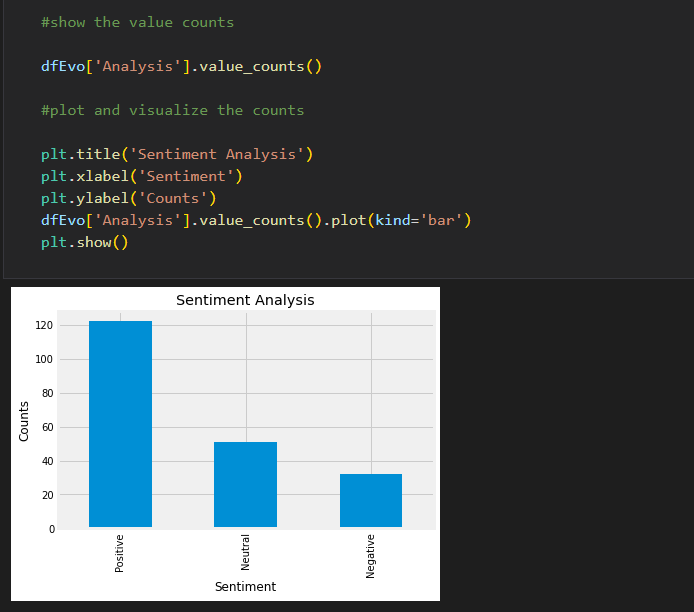 #show the value counts
dfEvo['Analysis'].value_counts()
#plot and visualize the counts
plt.title('Sentiment Analysis')
plt.xlabel('Sentiment')
plt.ylabel('Counts')
dfEvo['Analysis'].value_counts().plot(kind='bar')
plt.show()
Sentiment Analysis
120
100
80
60
40
20
0
Counts
Positive
Neutral
Negative
Sentiment